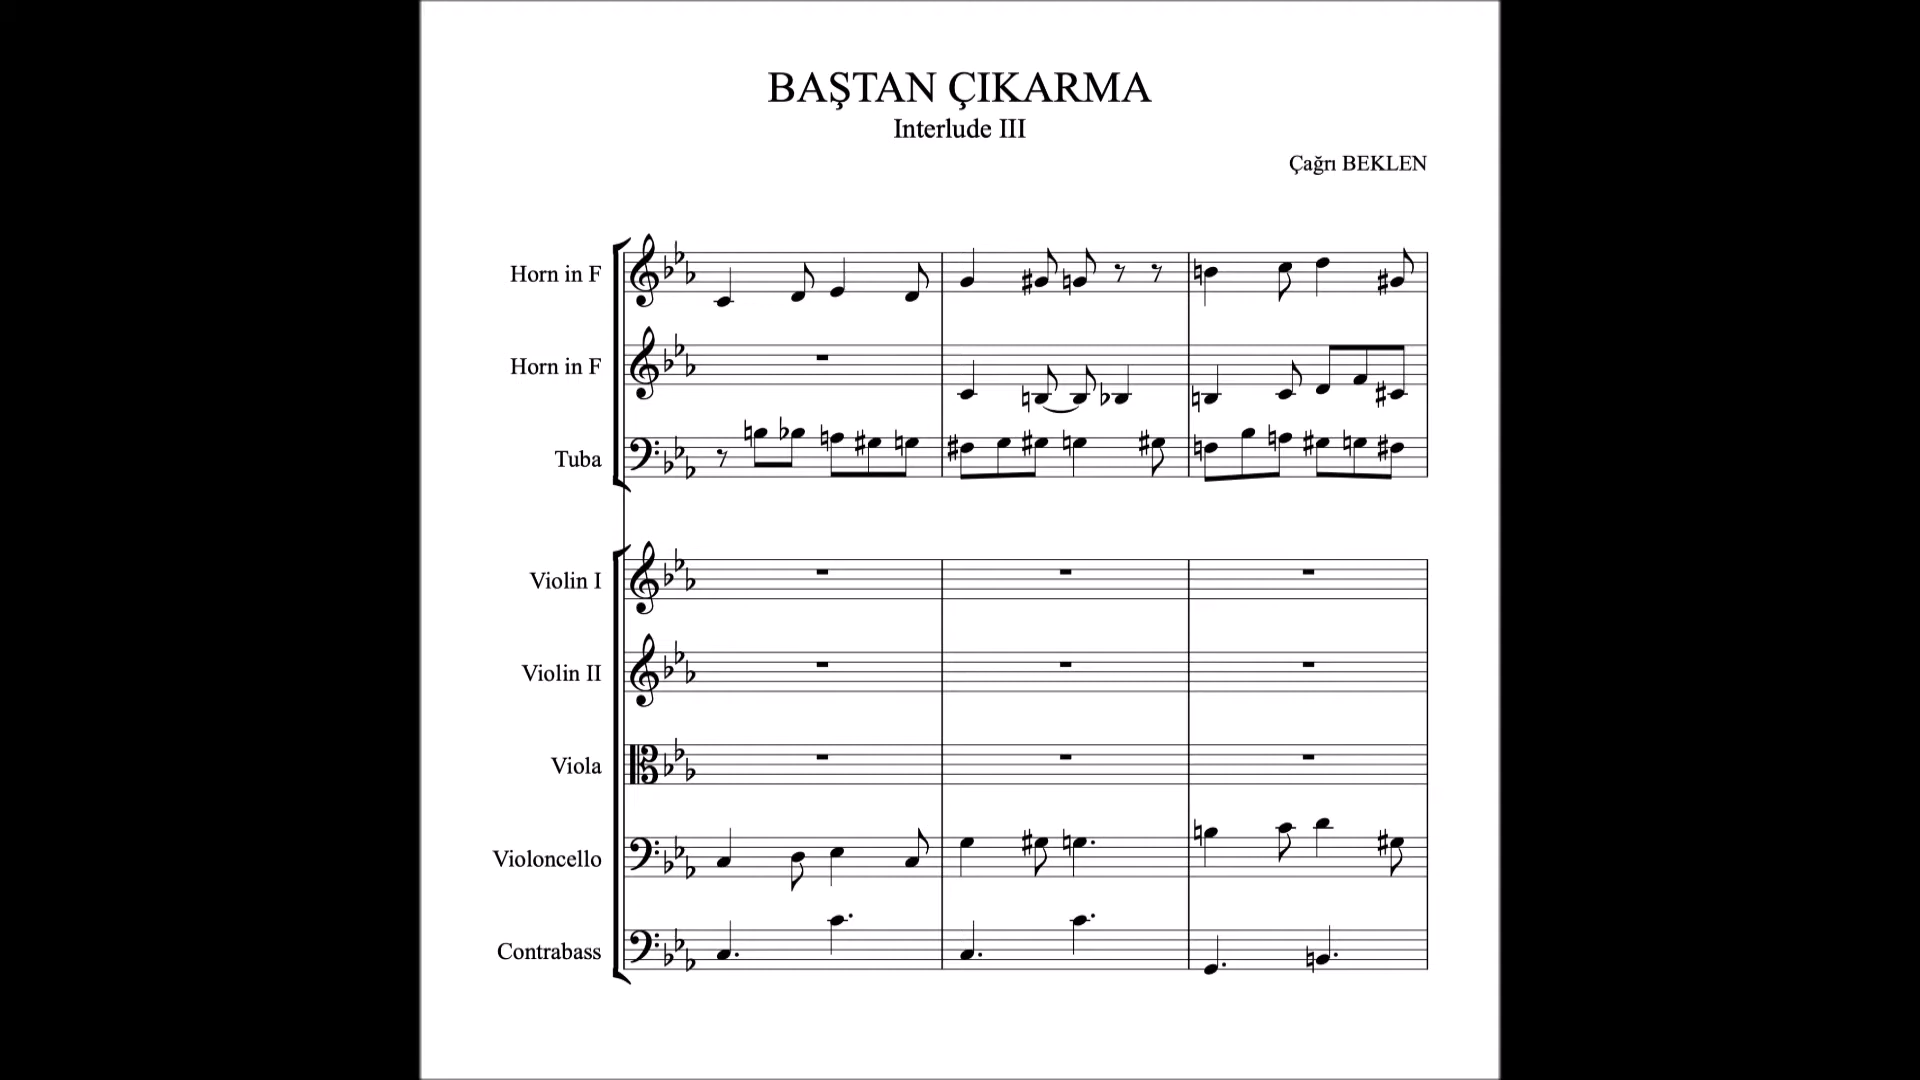 BAŞTAN ÇIKARMA
Interlude III
Çağrı BEKLEN
Horn in F
Horn in F
Tuba
Violin I
Violin II
Viola
Violoncello
Contrabass